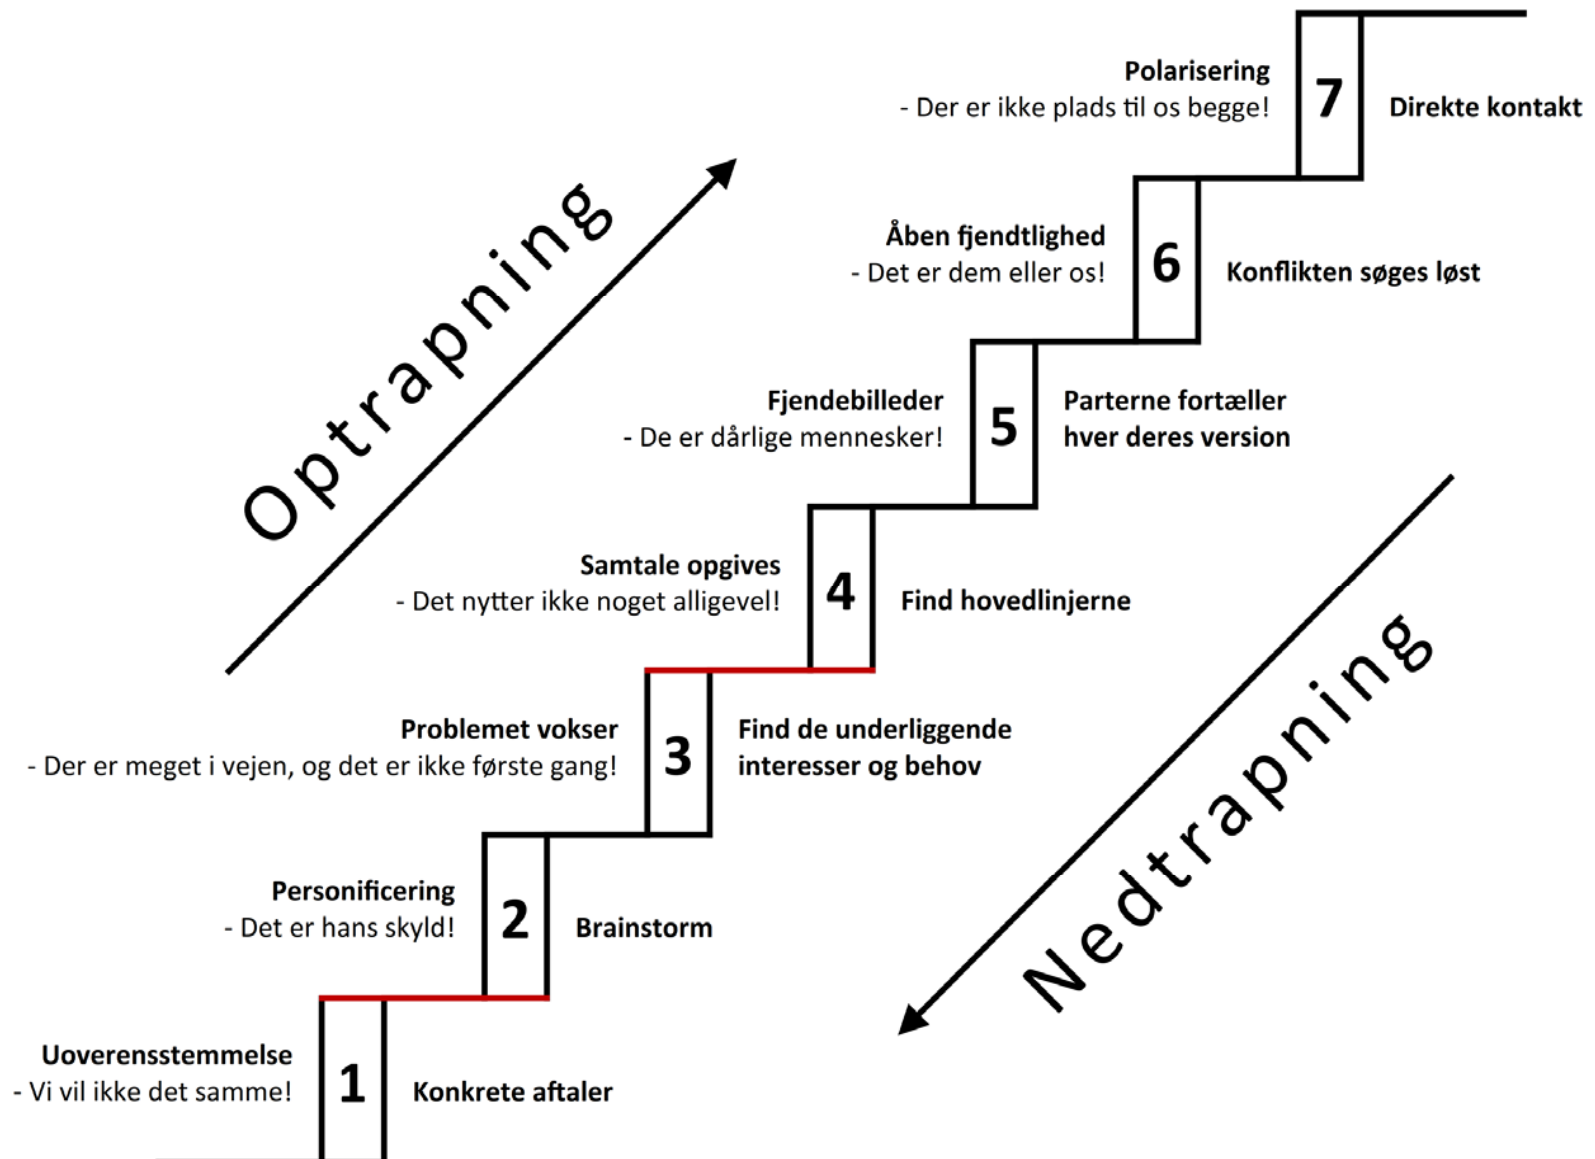 Polarisering
- Der er ikke plads til os begge!
7
Direkte kontakt
Optrapning
Åben fjendtlighed
- Det er dem eller os!
6
Konflikten søges løst
Fjendebilleder
- De er dårlige mennesker!
5
Parterne fortæller
hver deres version
Samtale opgives
- Det nytter ikke noget alligevel!
4
Find hovedlinjerne
Nedtrapning
Problemet vokser
- Der er meget i vejen, og det er ikke første gang!
3
Find de underliggende
interesser og behov
Personificering
- Det er hans skyld!
2
Brainstorm
Uoverensstemmelse
- Vi vil ikke det samme!
1
Konkrete aftaler